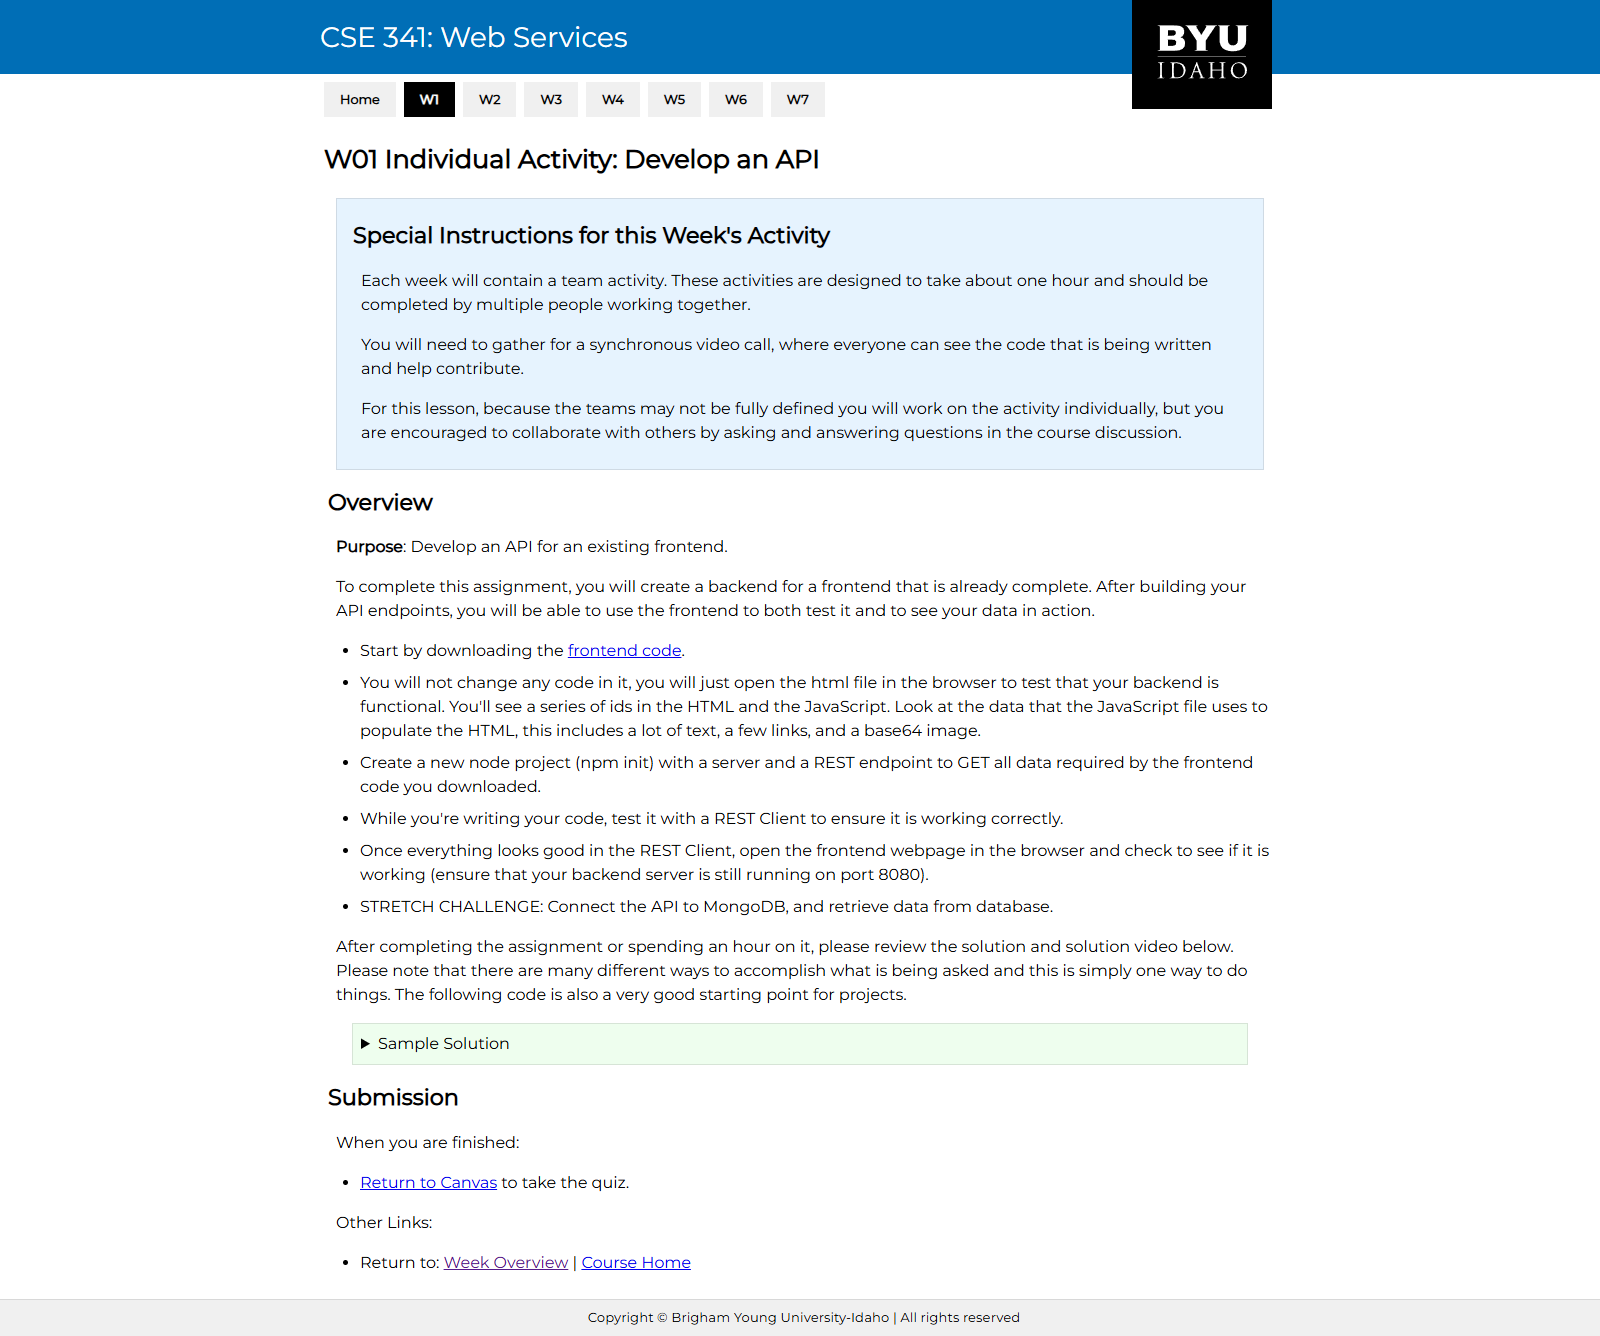 CSE 341: Web Services
BYU
IDAHO
Home W1 W2 W3 W4 W5 W6 W7
W01 Individual Activity: Develop an API
Special Instructions for this Week's Activity
Each week will contain a team activity. These activities are designed to take about one hour and should be
completed by multiple people working together.
You will need to gather for a synchronous video call, where everyone can see the code that is being written
and help contribute.
For this lesson, because the teams may not be fully defined you will work on the activity individually, but you
are encouraged to collaborate with others by asking and answering questions in the course discussion.
Overview
Purpose: Develop an API for an existing frontend.
To complete this assignment, you will create a backend for a frontend that is already complete. After building your
API endpoints, you will be able to use the frontend to both test it and to see your data in action.
• Start by downloading the frontend code.
• You will not change any code in it, you will just open the html file in the browser to test that your backend is
functional. You'll see a series of ids in the HTML and the JavaScript. Look at the data that the JavaScript file uses to
populate the HTML, this includes a lot of text, a few links, and a base64 image.
• Create a new node project (npm init) with a server and a REST endpoint to GET all data required by the frontend
code you downloaded.
• While you're writing your code, test it with a REST Client to ensure it is working correctly.
• Once everything looks good in the REST Client, open the frontend webpage in the browser and check to see if it is
working (ensure that your backend server is still running on port 8080).
• STRETCH CHALLENGE: Connect the API to MongoDB, and retrieve data from database.
After completing the assignment or spending an hour on it, please review the solution and solution video below.
Please note that there are many different ways to accomplish what is being asked and this is simply one way to do
things. The following code is also a very good starting point for projects.
▶ Sample Solution
Submission
When you are finished:
• Return to Canvas to take the quiz.
Other Links:
• Return to: Week Overview | Course Home
Copyright © Brigham Young University-Idaho | All rights reserved